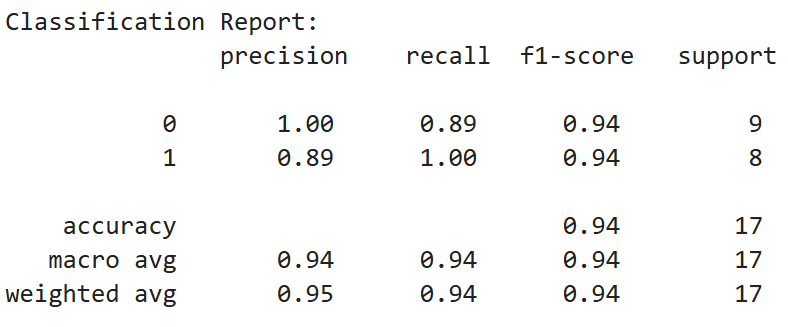 Classification Report:
precision recall f1-score support
0 1.00 0.89 0.94 9
1 0.89 1.00 0.94 8
accuracy 0.94 17
macro avg 0.94 0.94 0.94 17
weighted avg 0.95 0.94 0.94 17